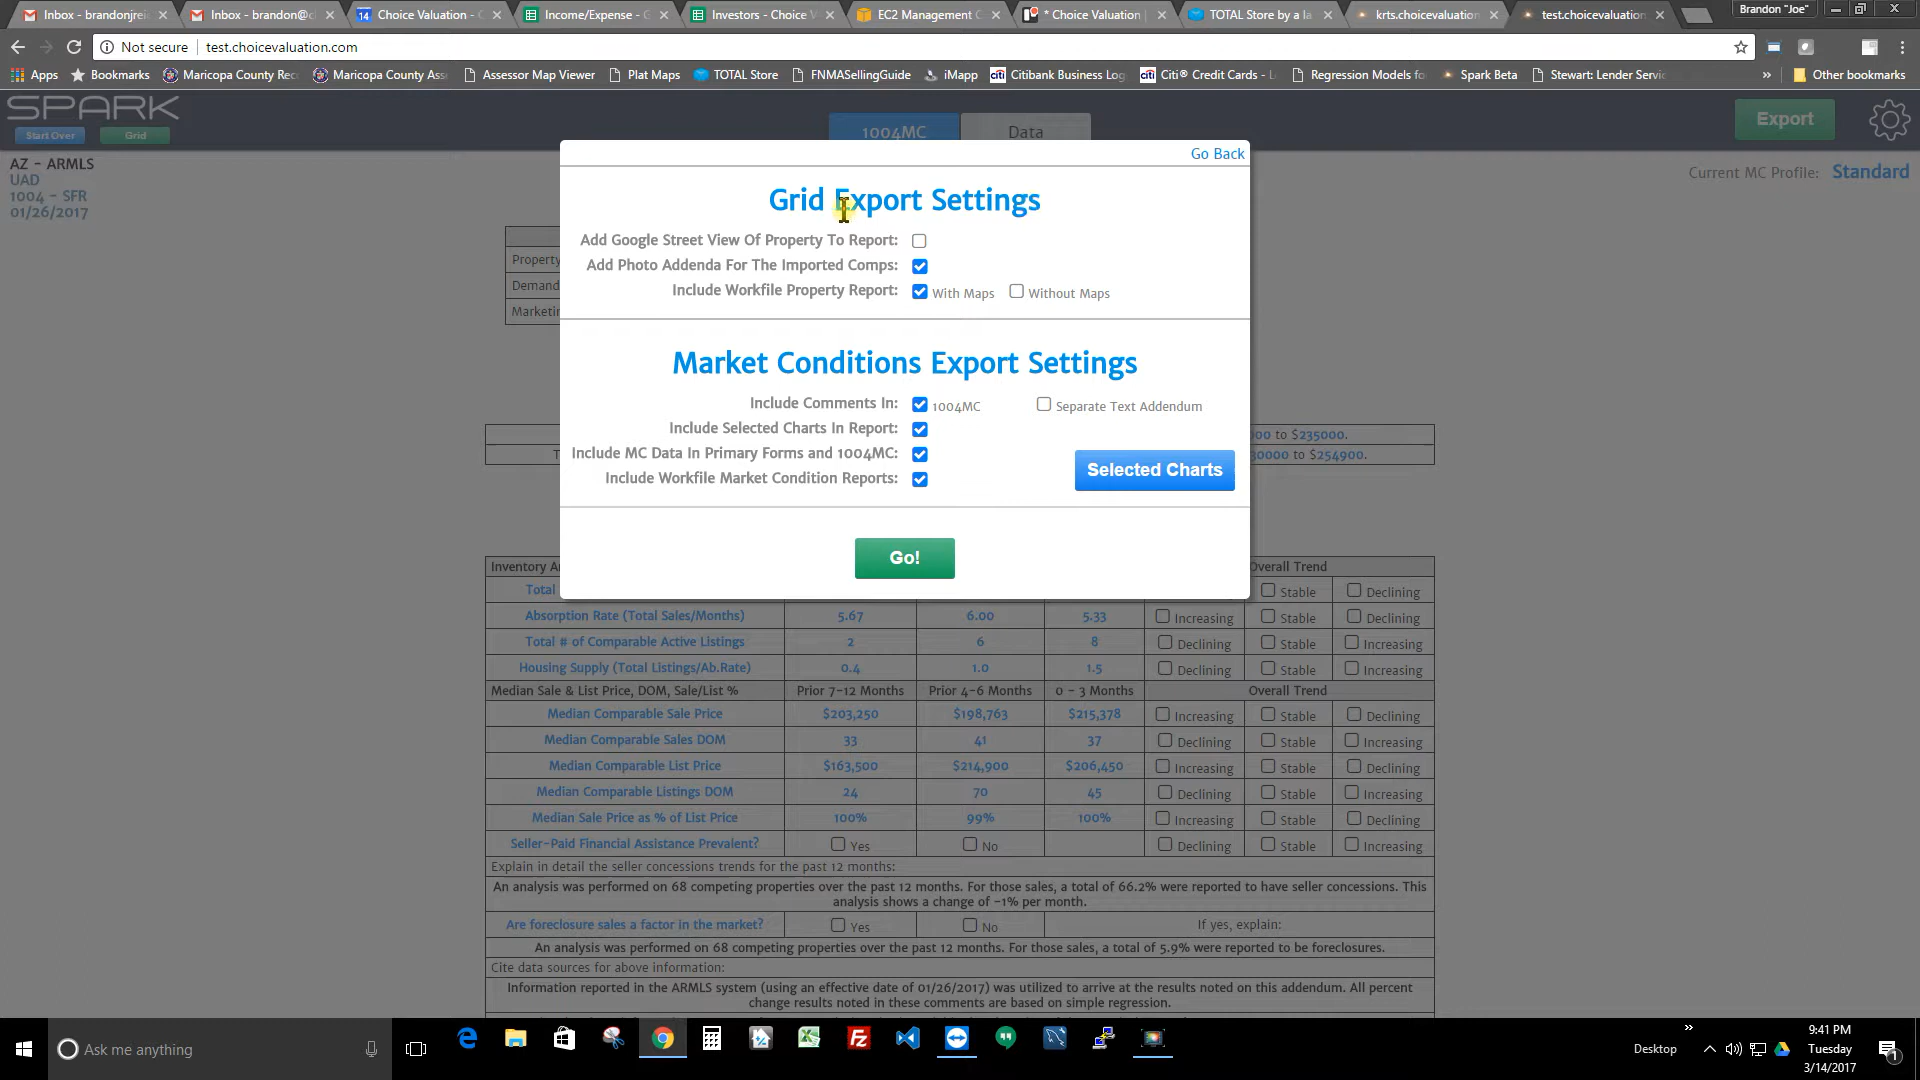 Inbox - brandonjrei
Inbox - brandon@c
14 Choice Valuation -
Income/Expense - G
Investors - Choice V
EC2 Management C
* Choice Valuation |
TOTAL Store by a la
krts.choicevaluation
test.choicevaluation
Brandon "Joe"
Not secure test.choicevaluation.com
Apps Bookmarks Maricopa County Rec Maricopa County Ass Assessor Map Viewer Plat Maps TOTAL Store FNMASellingGuide iMapp citi Citibank Business Log citi Citi® Credit Cards - L Regression Models fo Spark Beta Stewart: Lender Servic » Other bookmarks
SPARK
Start Over Grid
1004MC Data
Export
AZ - ARMLS
UAD
1004 - SFR
01/26/2017
Current MC Profile: Standard
Go Back
Grid Export Settings
Add Google Street View Of Property To Report:
Add Photo Addenda For The Imported Comps:
Include Workfile Property Report: With Maps Without Maps
Market Conditions Export Settings
Include Comments In: 1004MC Separate Text Addendum
Include Selected Charts In Report:
Include MC Data In Primary Forms and 1004MC:
Include Workfile Market Condition Reports:
Selected Charts
Go!
Property
Demand
Marketin
000 to $235000.
T
0000 to $254900.
Inventory A Overall Trend
Total Stable Declining
Absorption Rate (Total Sales/Months) 5.67 6.00 5.33 Increasing Stable Declining
Total # of Comparable Active Listings 2 6 8 Declining Stable Increasing
Housing Supply (Total Listings/Ab.Rate) 0.4 1.0 1.5 Declining Stable Increasing
Median Sale & List Price, DOM, Sale/List % Prior 7-12 Months Prior 4-6 Months 0 - 3 Months Overall Trend
Median Comparable Sale Price $203,250 $198,763 $215,378 Increasing Stable Declining
Median Comparable Sales DOM 33 41 37 Declining Stable Increasing
Median Comparable List Price $163,500 $214,900 $206,450 Increasing Stable Declining
Median Comparable Listings DOM 24 70 45 Declining Stable Increasing
Median Sale Price as % of List Price 100% 99% 100% Increasing Stable Declining
Seller-Paid Financial Assistance Prevalent? Yes No Declining Stable Increasing
Explain in detail the seller concessions trends for the past 12 months:
An analysis was performed on 68 competing properties over the past 12 months. For those sales, a total of 66.2% were reported to have seller concessions. This
analysis shows a change of -1% per month.
Are foreclosure sales a factor in the market? Yes No If yes, explain:
An analysis was performed on 68 competing properties over the past 12 months. For those sales, a total of 5.9% were reported to be foreclosures.
Cite data sources for above information:
Information reported in the ARMLS system (using an effective date of 01/26/2017) was utilized to arrive at the results noted on this addendum. All percent
change results noted in these comments are based on simple regression.
Ask me anything
Desktop »
9:41 PM
Tuesday
3/14/2017
1